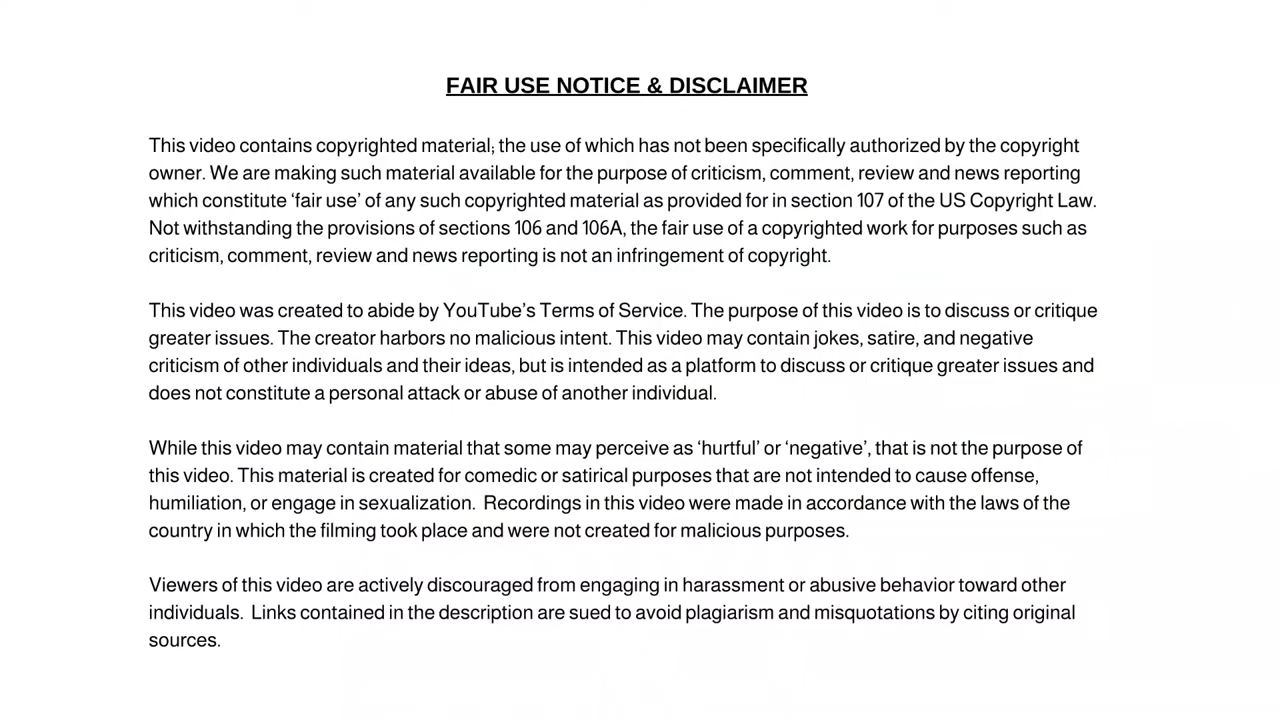 FAIR USE NOTICE & DISCLAIMER
This video contains copyrighted material; the use of which has not been specifically authorized by the copyright
owner. We are making such material available for the purpose of criticism, comment, review and news reporting
which constitute ‘fair use’ of any such copyrighted material as provided for in section 107 of the US Copyright Law.
Not withstanding the provisions of sections 106 and 106A, the fair use of a copyrighted work for purposes such as
criticism, comment, review and news reporting is not an infringement of copyright.
This video was created to abide by YouTube’s Terms of Service. The purpose of this video is to discuss or critique
greater issues. The creator harbors no malicious intent. This video may contain jokes, satire, and negative
criticism of other individuals and their ideas, but is intended as a platform to discuss or critique greater issues and
does not constitute a personal attack or abuse of another individual.
While this video may contain material that some may perceive as ‘hurtful’ or ‘negative’, that is not the purpose of
this video. This material is created for comedic or satirical purposes that are not intended to cause offense,
humiliation, or engage in sexualization.  Recordings in this video were made in accordance with the laws of the
country in which the filming took place and were not created for malicious purposes.
Viewers of this video are actively discouraged from engaging in harassment or abusive behavior toward other
individuals.  Links contained in the description are sued to avoid plagiarism and misquotations by citing original
sources.